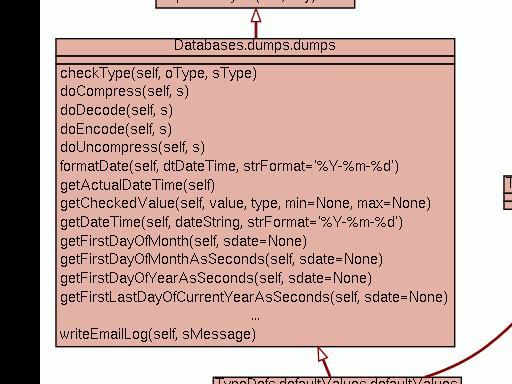 Databases.dumps.dumps
checkType(self, oType, sType)
doCompress(self, s)
doDecode(self, s)
doEncode(self, s)
doUncompress(self, s)
formatDate(self, dtDateTime, strFormat='%Y-%m-%d')
getActualDateTime(self)
getCheckedValue(self, value, type, min=None, max=None)
getDateTime(self, dateString, strFormat='%Y-%m-%d')
getFirstDayOfMonth(self, sdate=None)
getFirstDayOfMonthAsSeconds(self, sdate=None)
getFirstDayOfYearAsSeconds(self, sdate=None)
getFirstLastDayOfCurrentYearAsSeconds(self, sdate=None)
...
writeEmailLog(self, sMessage)
TypeDefs.defaultValues.defaultValues